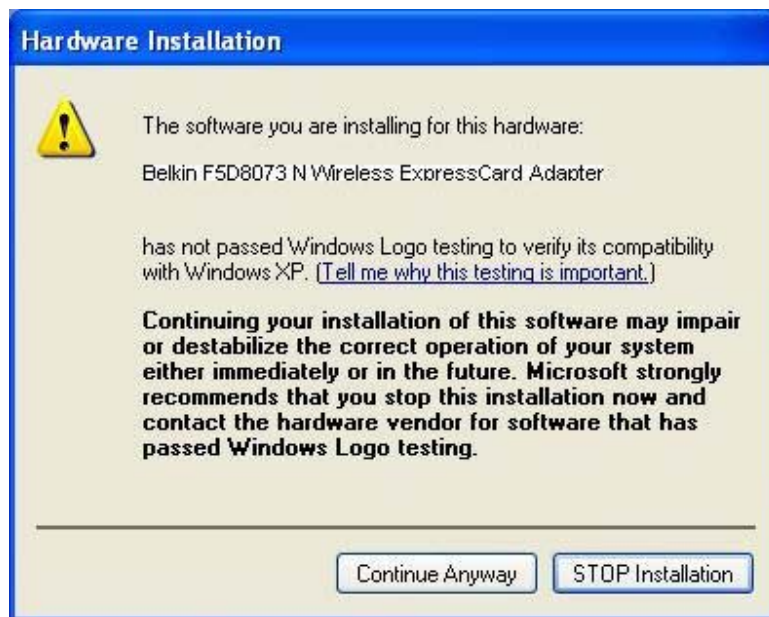 Hardware Installation
The software you are installing for this hardware:
Belkin F5D8073 N Wireless ExpressCard Adapter
has not passed Windows Logo testing to verify its compatibility
with Windows XP. (Tell me why this testing is important.)
Continuing your installation of this software may impair
or destabilize the correct operation of your system
either immediately or in the future. Microsoft strongly
recommends that you stop this installation now and
contact the hardware vendor for software that has
passed Windows Logo testing.
Continue Anyway
STOP Installation